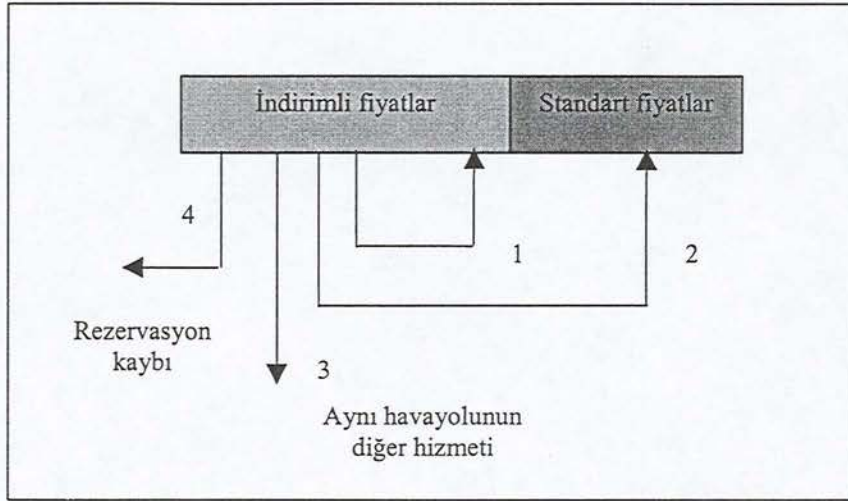 İndirimli fiyatlar
Standart fiyatlar
4
1
2
Rezervasyon
kaybı
3
Aynı havayolunun
diğer hizmeti